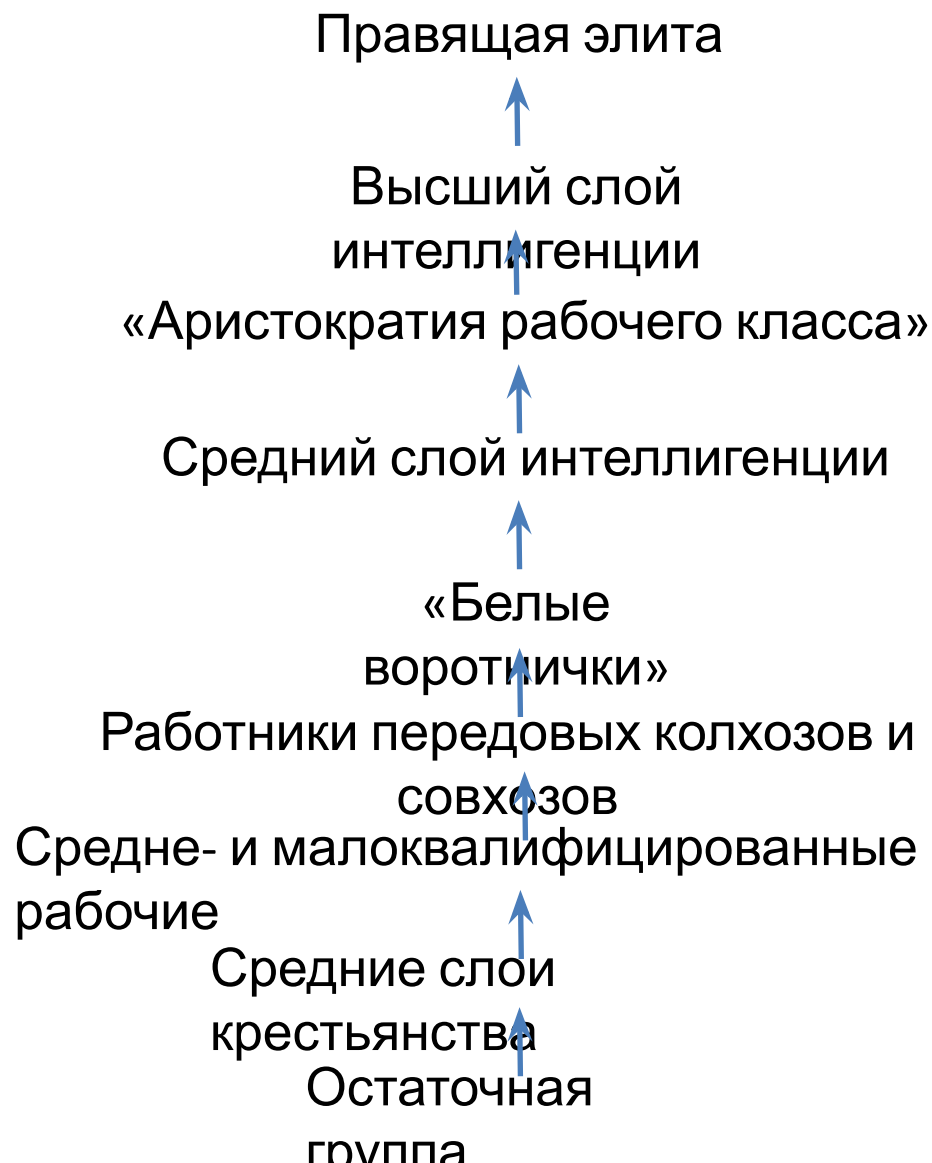 Правящая элита
Высший слой
интеллигенции
«Аристократия рабочего класса»
Средний слой интеллигенции
«Белые
воротнички»
Работники передовых колхозов и
совхозов
Средне- и малоквалифицированные
рабочие
Средние слои
крестьянства
Остаточная
группа